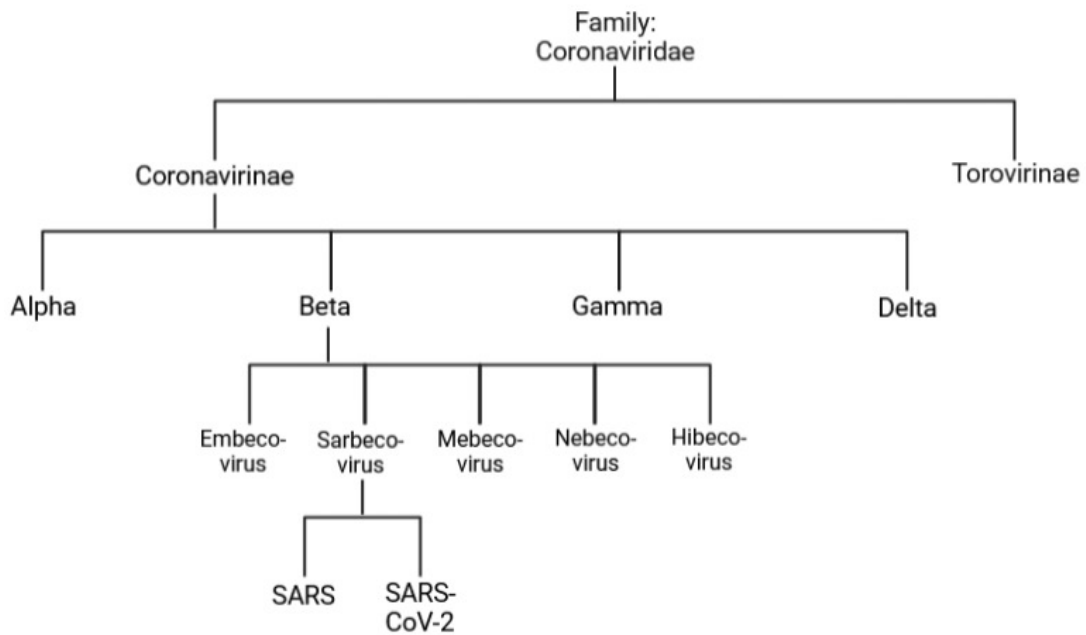 Family:
Coronaviridae
Coronavirinae
Torovirinae
Alpha
Beta
Gamma
Delta
Embeco-
virus
Sarbeco-
virus
Mebeco-
virus
Nebeco-
virus
Hibeco-
virus
SARS
SARS-
CoV-2